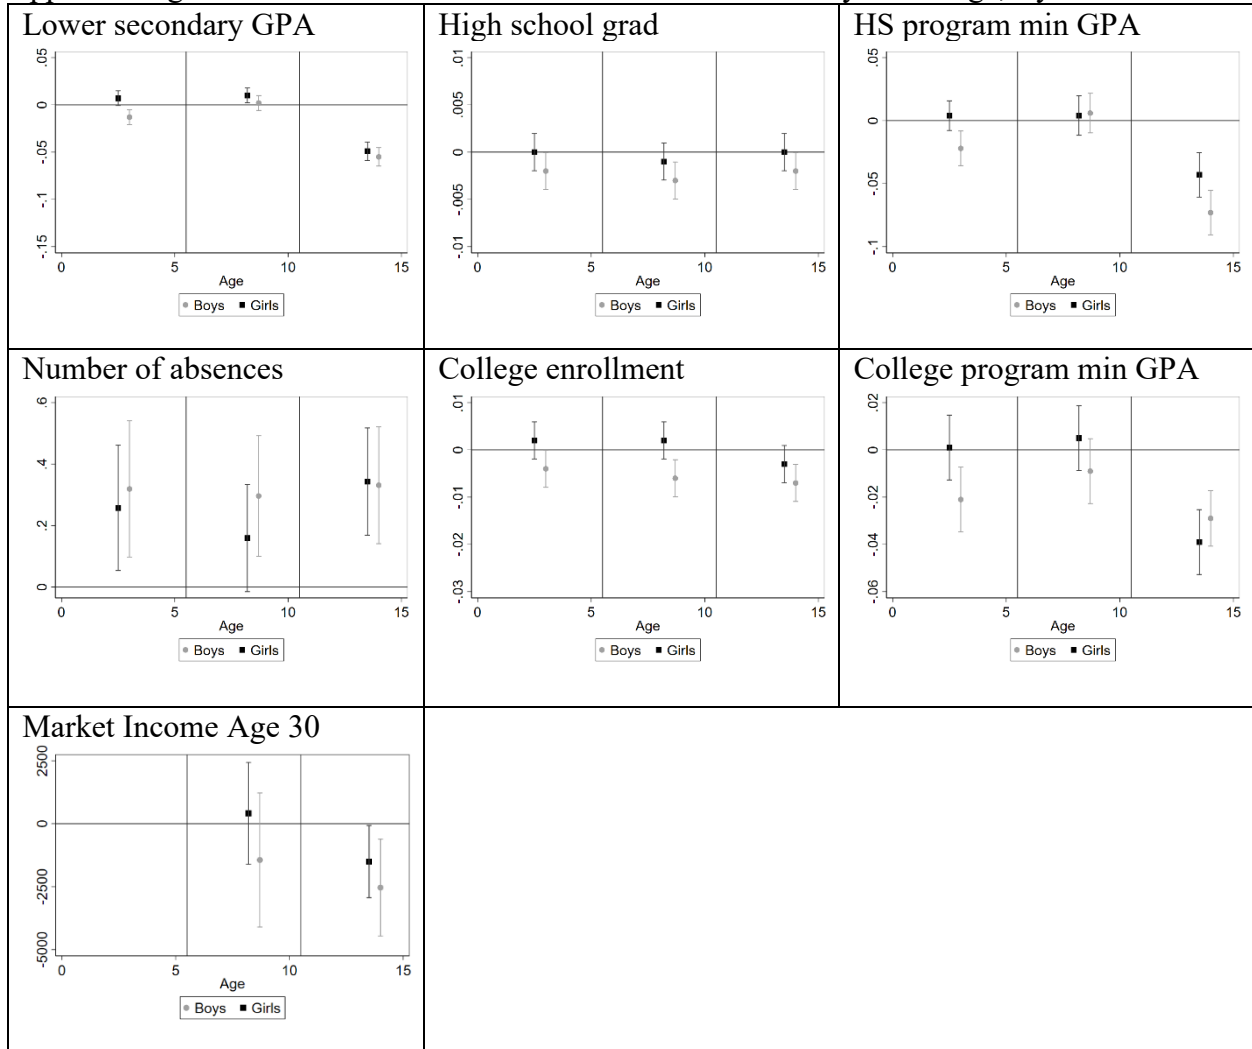 Lower secondary GPA
.05
0
-.05
-.1
-.15
0 5 10 15
Age
Boys Girls
High school grad
.01
.005
0
-.005
-.01
0 5 10 15
Age
Boys Girls
HS program min GPA
.05
0
-.05
-.1
0 5 10 15
Age
Boys Girls
Number of absences
.6
.4
.2
0
0 5 10 15
Age
Boys Girls
College enrollment
.01
0
-.01
-.02
-.03
0 5 10 15
Age
Boys Girls
College program min GPA
.02
0
-.02
-.04
-.06
0 5 10 15
Age
Boys Girls
Market Income Age 30
2500
0
-2500
-5000
0 5 10 15
Age
Boys Girls